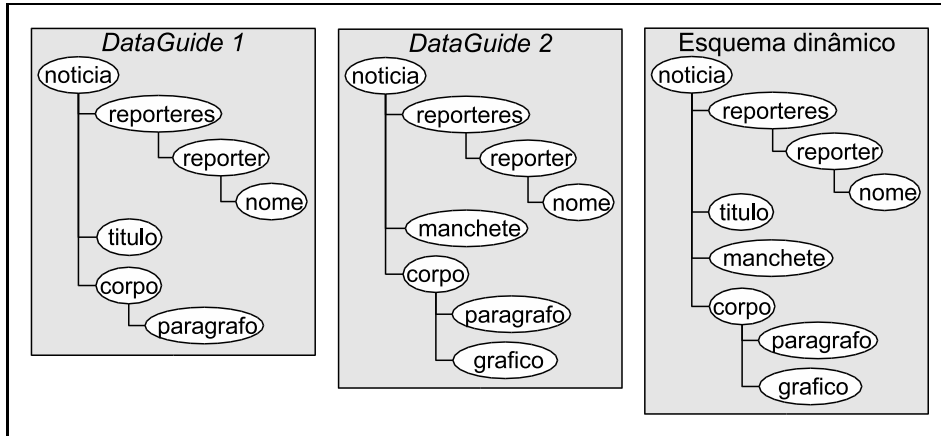 DataGuide 1
noticia
reporteres
reporter
nome
titulo
corpo
paragrafo
DataGuide 2
noticia
reporteres
reporter
nome
manchete
corpo
paragrafo
grafico
Esquema dinâmico
noticia
reporteres
reporter
nome
titulo
manchete
corpo
paragrafo
grafico